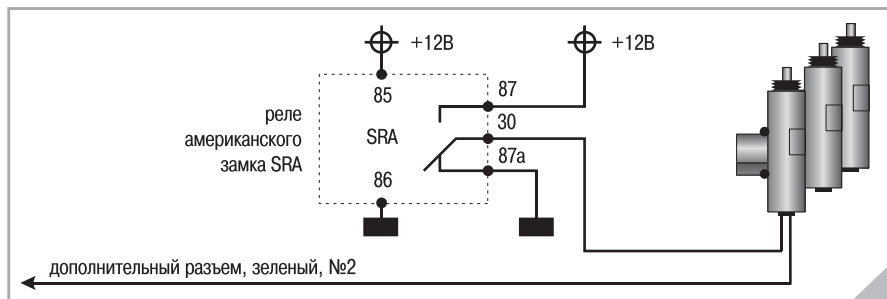 +12В
+12В
85
87
реле
американского
замка SRA
SRA
30
87а
86
дополнительный разъем, зеленый, №2